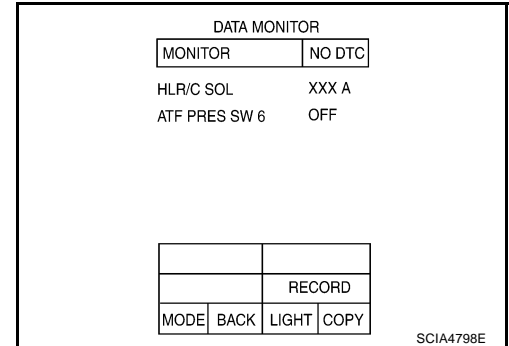 DATA MONITOR
MONITOR NO DTC
HLR/C SOL XXX A
ATF PRES SW 6 OFF
RECORD
MODE BACK LIGHT COPY
SCIA4798E